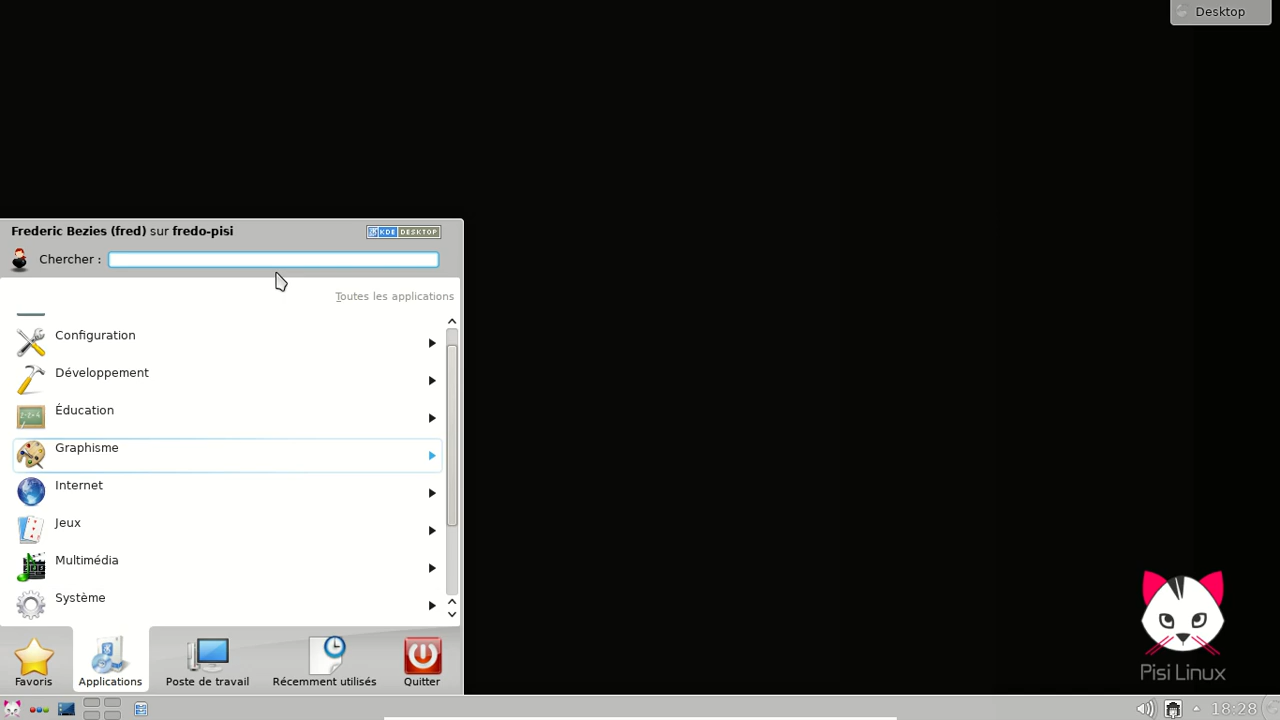 Desktop
Frederic Bezies (fred) sur fredo-pisi
KDE DESKTOP
Chercher :
Toutes les applications
Configuration
Développement
Éducation
Graphisme
Internet
Jeux
Multimédia
Système
Favoris
Applications
Poste de travail
Récemment utilisés
Quitter
Pisi Linux
18:28